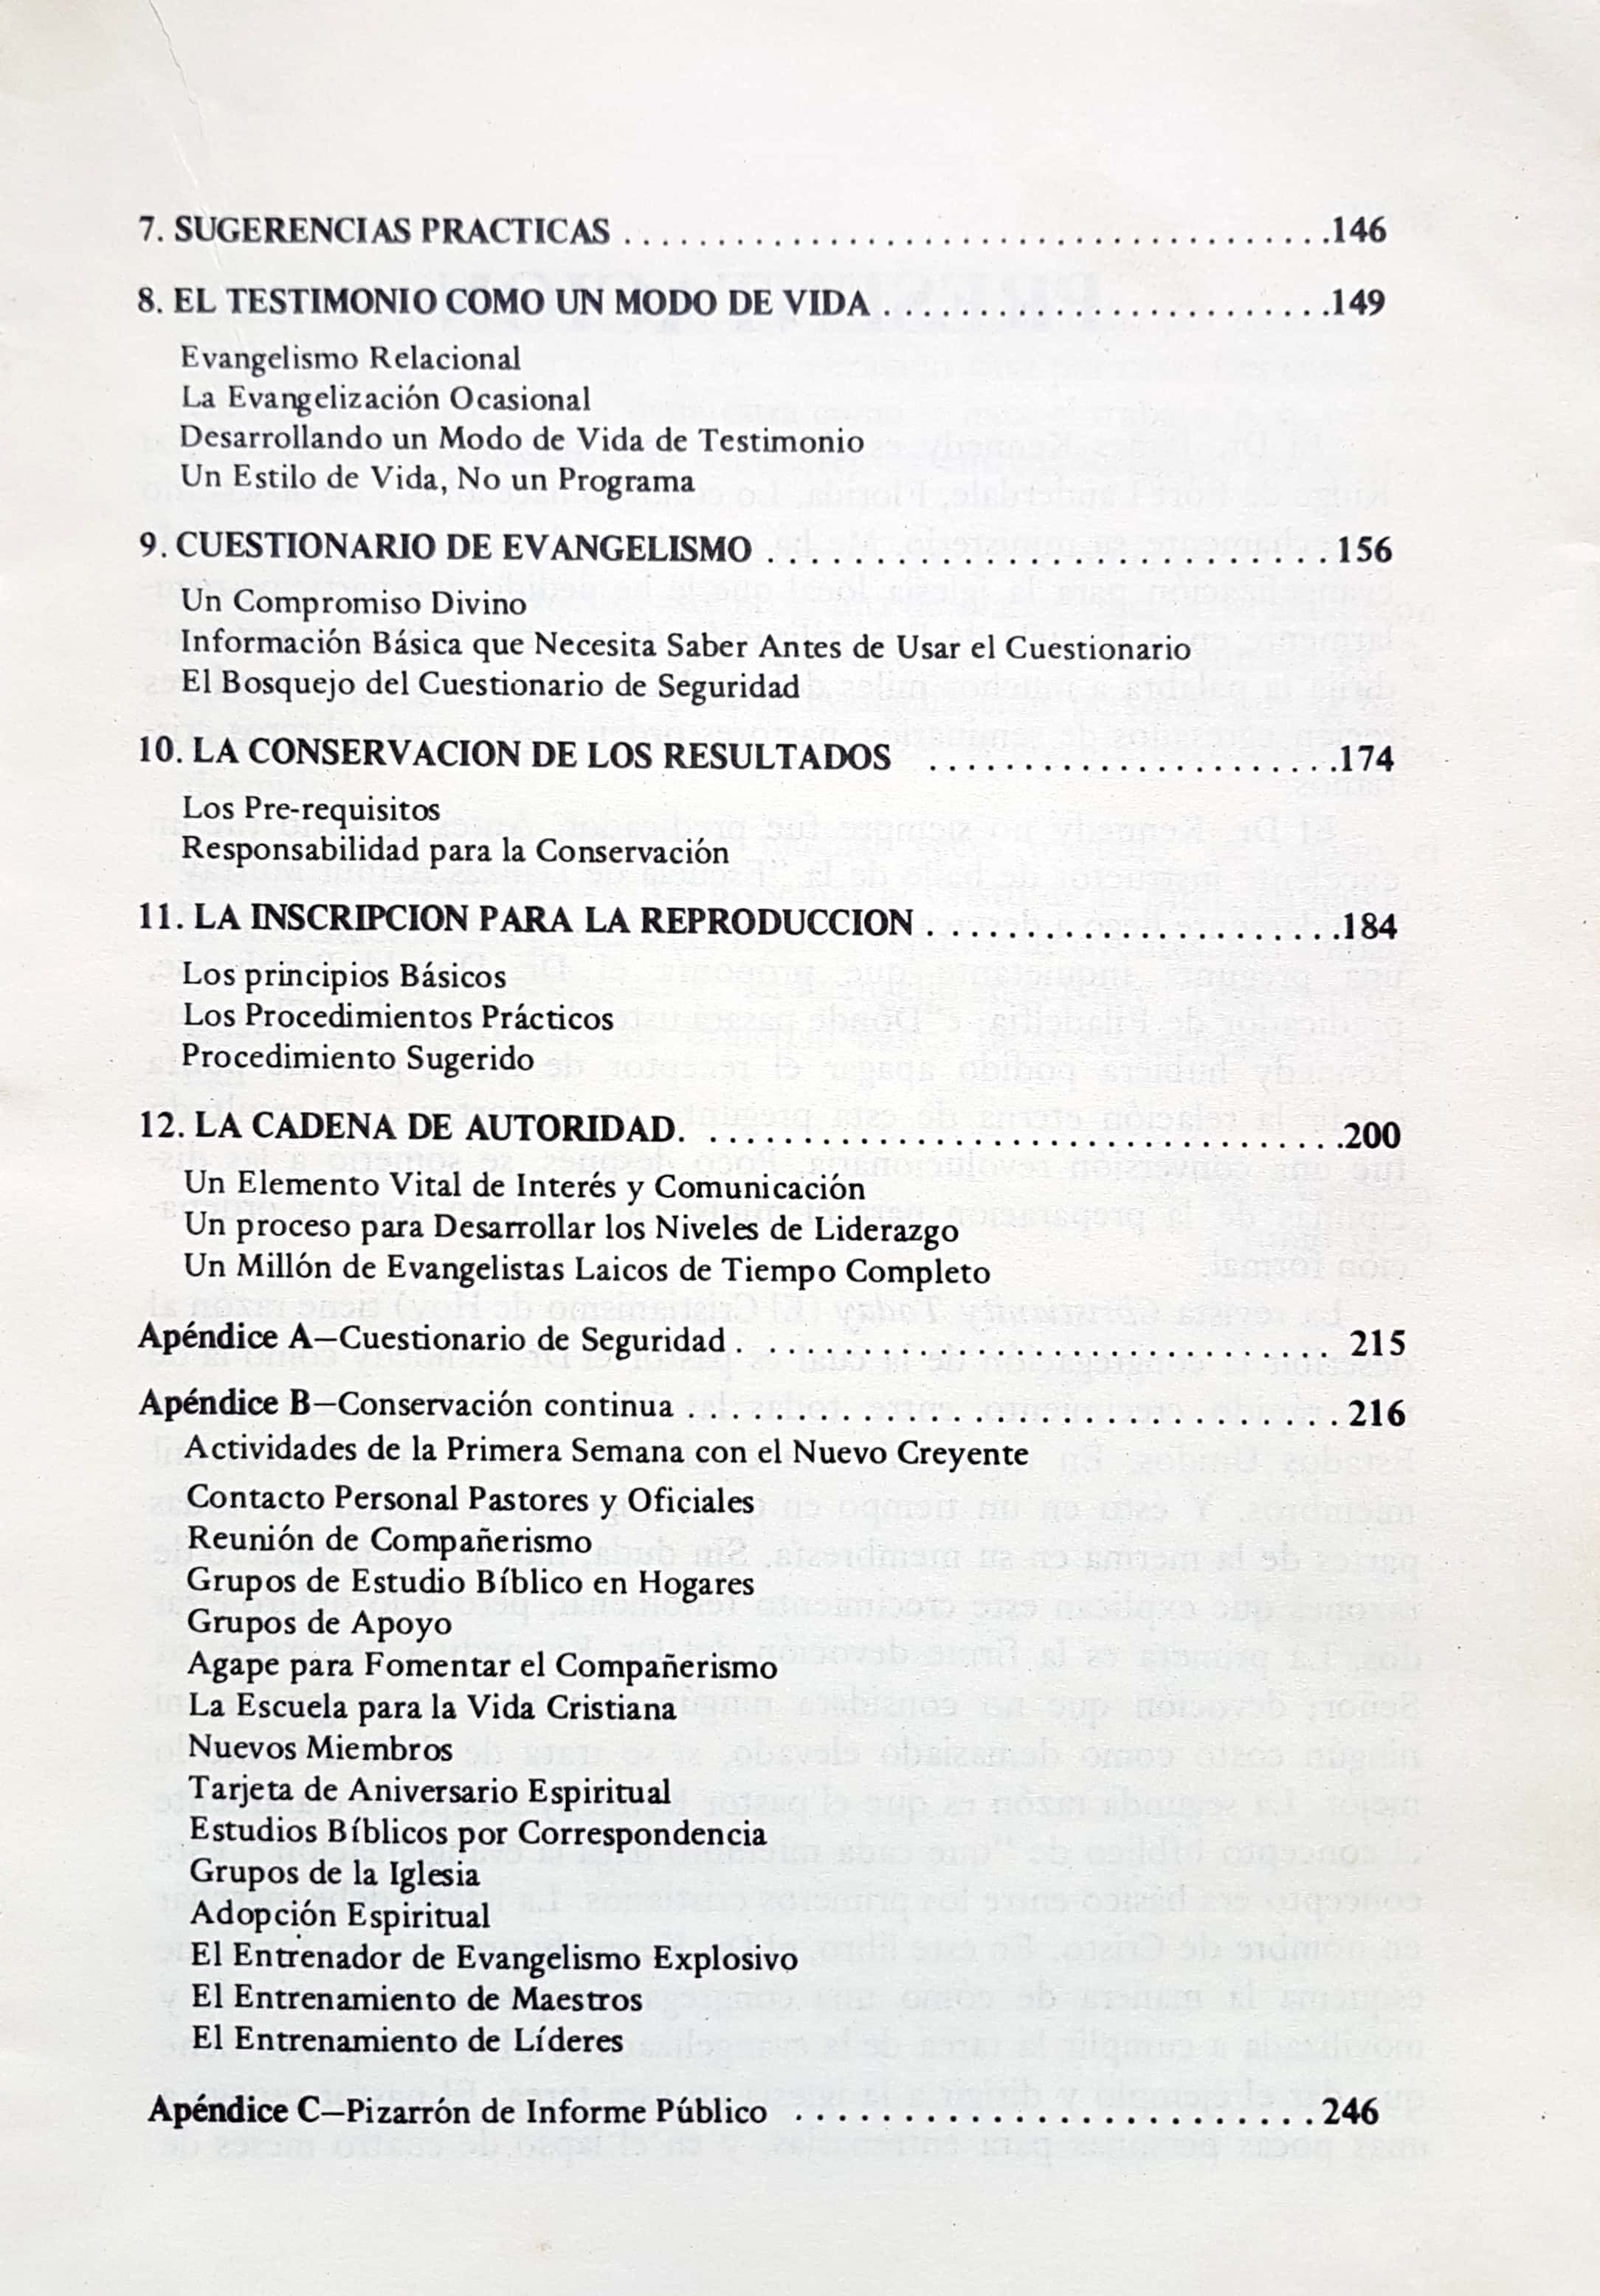 7. SUGERENCIAS PRACTICAS ........................................146
8. EL TESTIMONIO COMO UN MODO DE VIDA ........................149
Evangelismo Relacional
La Evangelización Ocasional
Desarrollando un Modo de Vida de Testimonio
Un Estilo de Vida, No un Programa
9. CUESTIONARIO DE EVANGELISMO ........................... 156
Un Compromiso Divino
Información Básica que Necesita Saber Antes de Usar el Cuestionario
El Bosquejo del Cuestionario de Seguridad
10. LA CONSERVACION DE LOS RESULTADOS ......................174
Los Pre-requisitos
Responsabilidad para la Conservación
11. LA INSCRIPCION PARA LA REPRODUCCION ......................184
Los principios Básicos
Los Procedimientos Prácticos
Procedimiento Sugerido
12. LA CADENA DE AUTORIDAD. ..................................200
Un Elemento Vital de Interés y Comunicación
Un proceso para Desarrollar los Niveles de Liderazgo
Un Millón de Evangelistas Laicos de Tiempo Completo
Apéndice A—Cuestionario de Seguridad. ............................ 215
Apéndice B—Conservación continua .............................. 216
Actividades de la Primera Semana con el Nuevo Creyente
Contacto Personal Pastores y Oficiales
Reunión de Compañerismo
Grupos de Estudio Bíblico en Hogares
Grupos de Apoyo
Agape para Fomentar el Compañerismo
La Escuela para la Vida Cristiana
Nuevos Miembros
Tarjeta de Aniversario Espiritual
Estudios Bíblicos por Correspondencia
Grupos de la Iglesia
Adopción Espiritual
El Entrenador de Evangelismo Explosivo
El Entrenamiento de Maestros
El Entrenamiento de Líderes
Apéndice C—Pizarrón de Informe Público ......................... 246